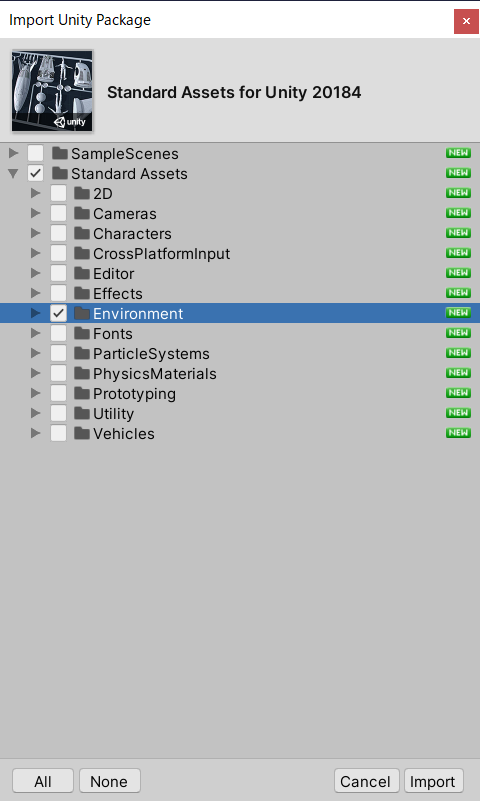 Import Unity Package
Standard Assets for Unity 20184
unity
SampleScenes NEW
Standard Assets NEW
2D NEW
Cameras NEW
Characters NEW
CrossPlatformInput NEW
Editor NEW
Effects NEW
Environment NEW
Fonts NEW
ParticleSystems NEW
PhysicsMaterials NEW
Prototyping NEW
Utility NEW
Vehicles NEW
All None Cancel Import